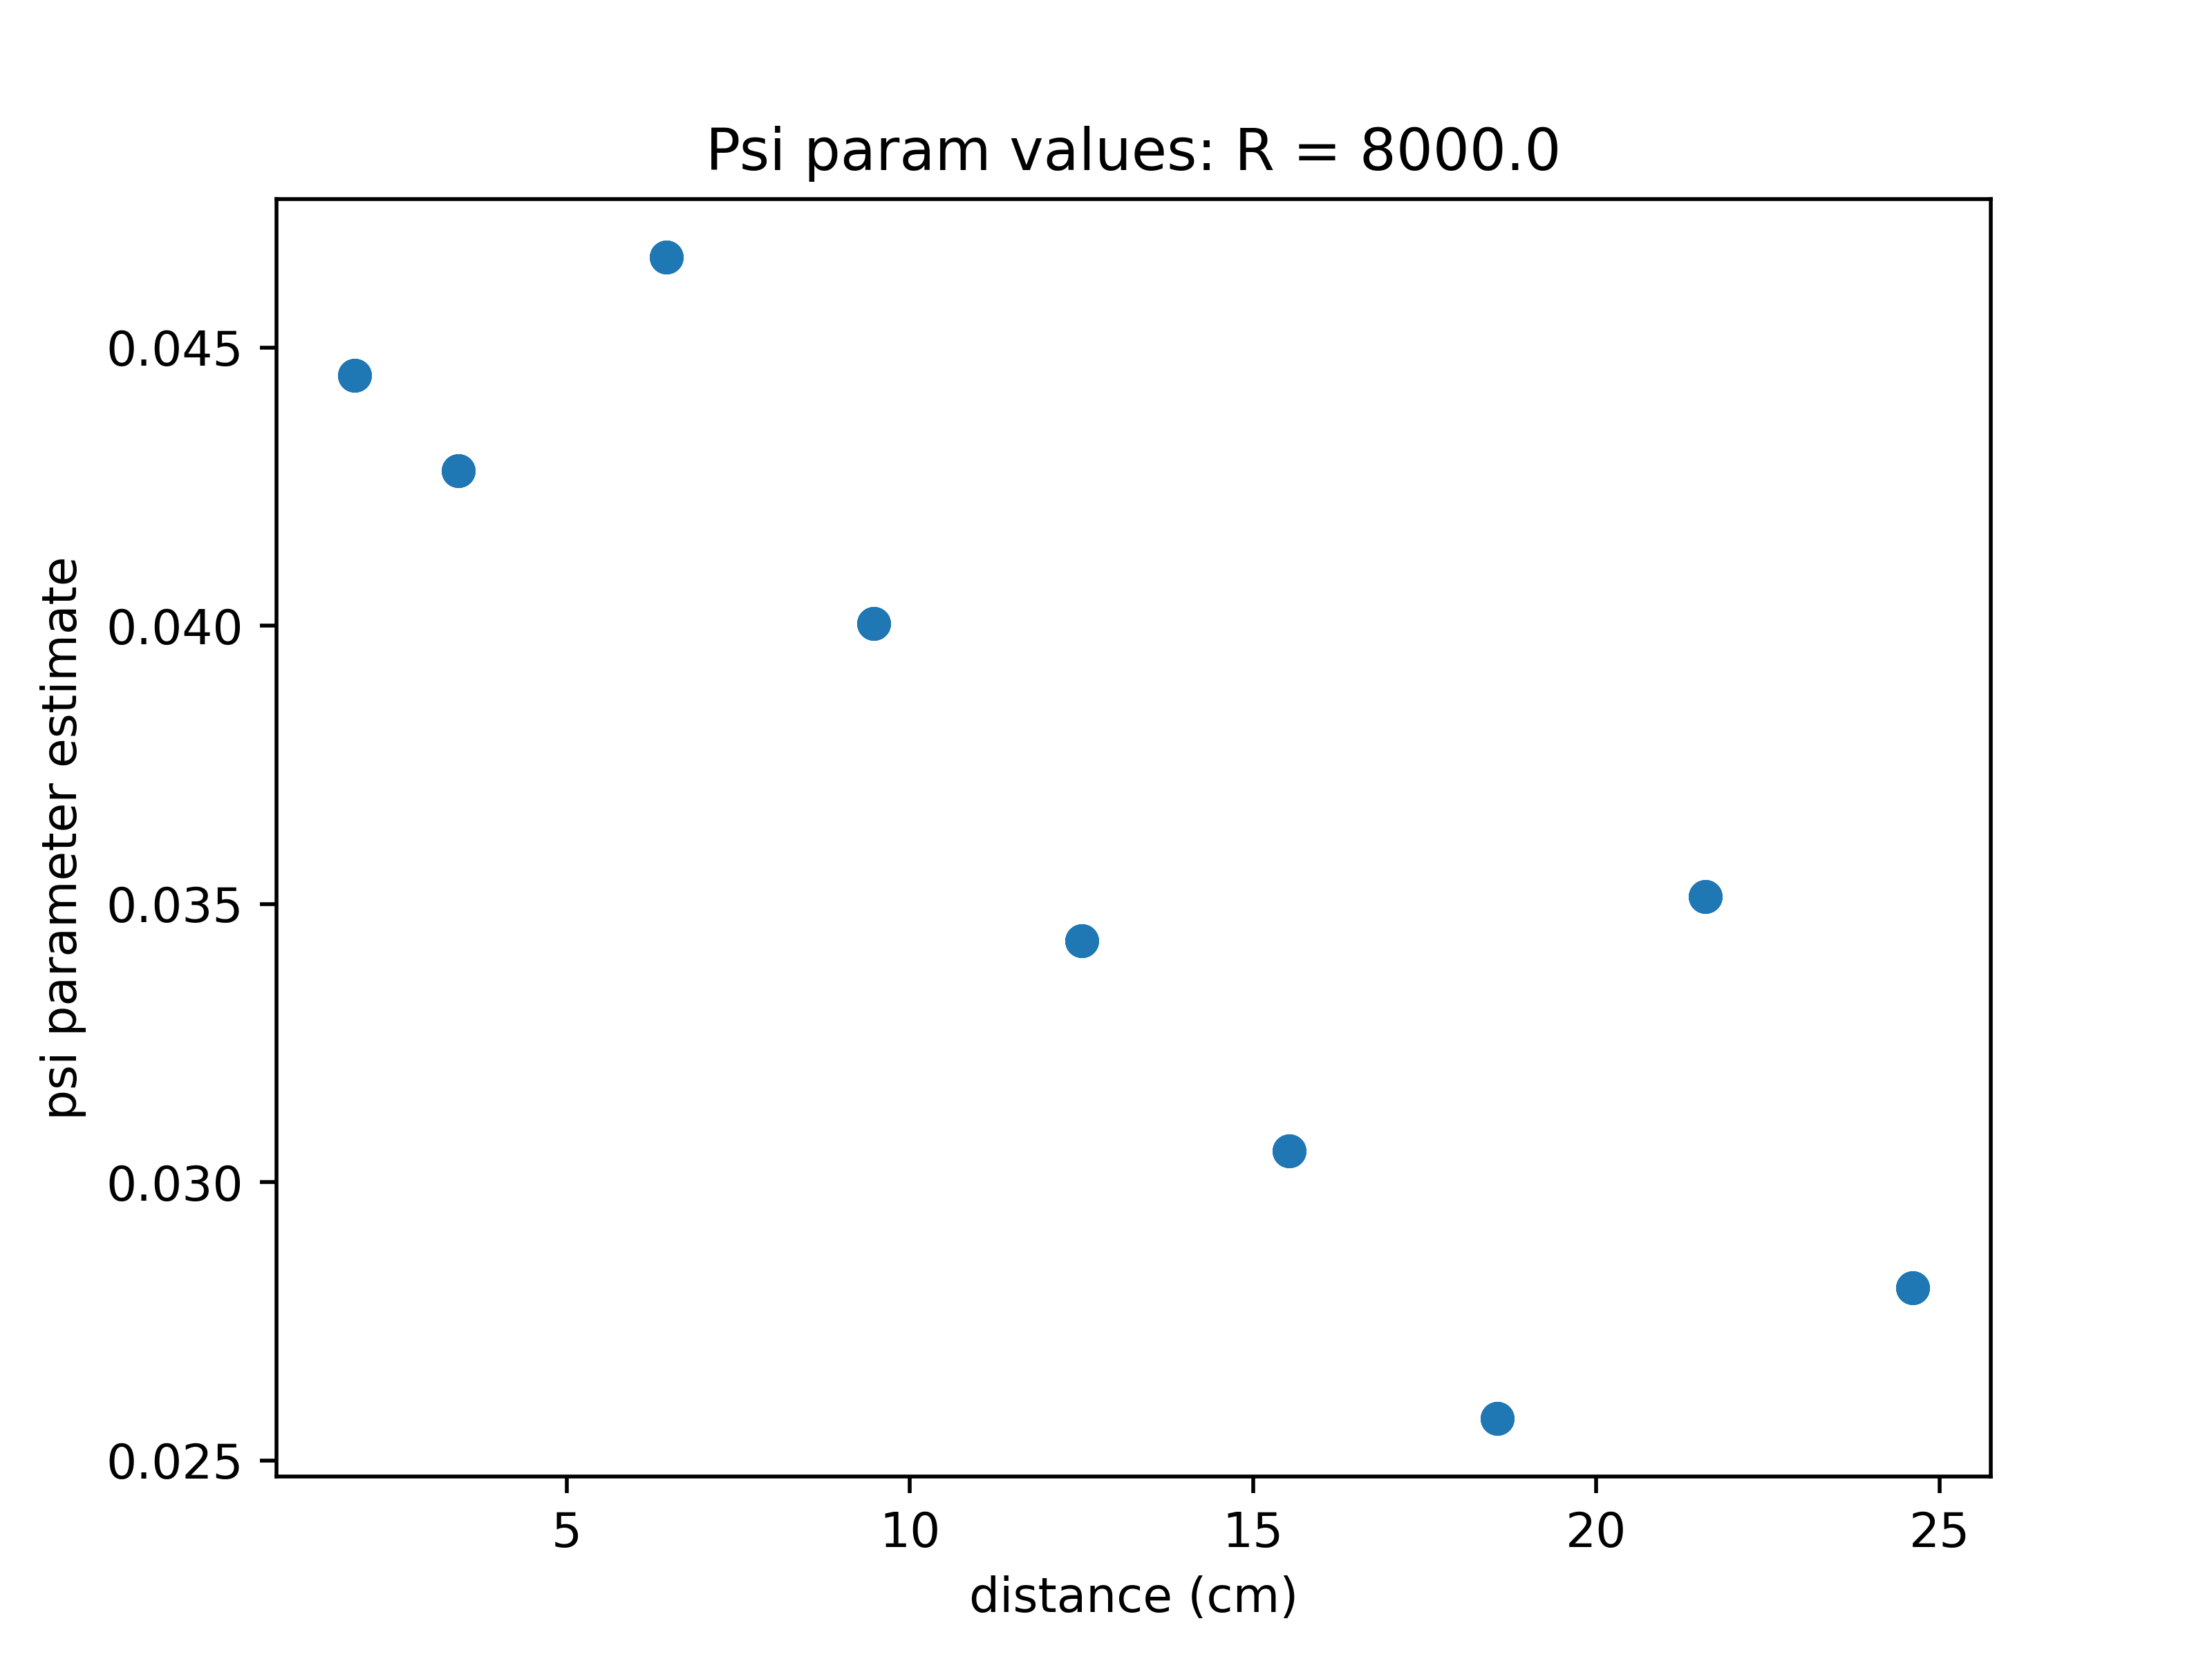 Psi param values: R = 8000.0
psi parameter estimate
0.045
0.040
0.035
0.030
0.025
5 10 15 20 25
distance (cm)